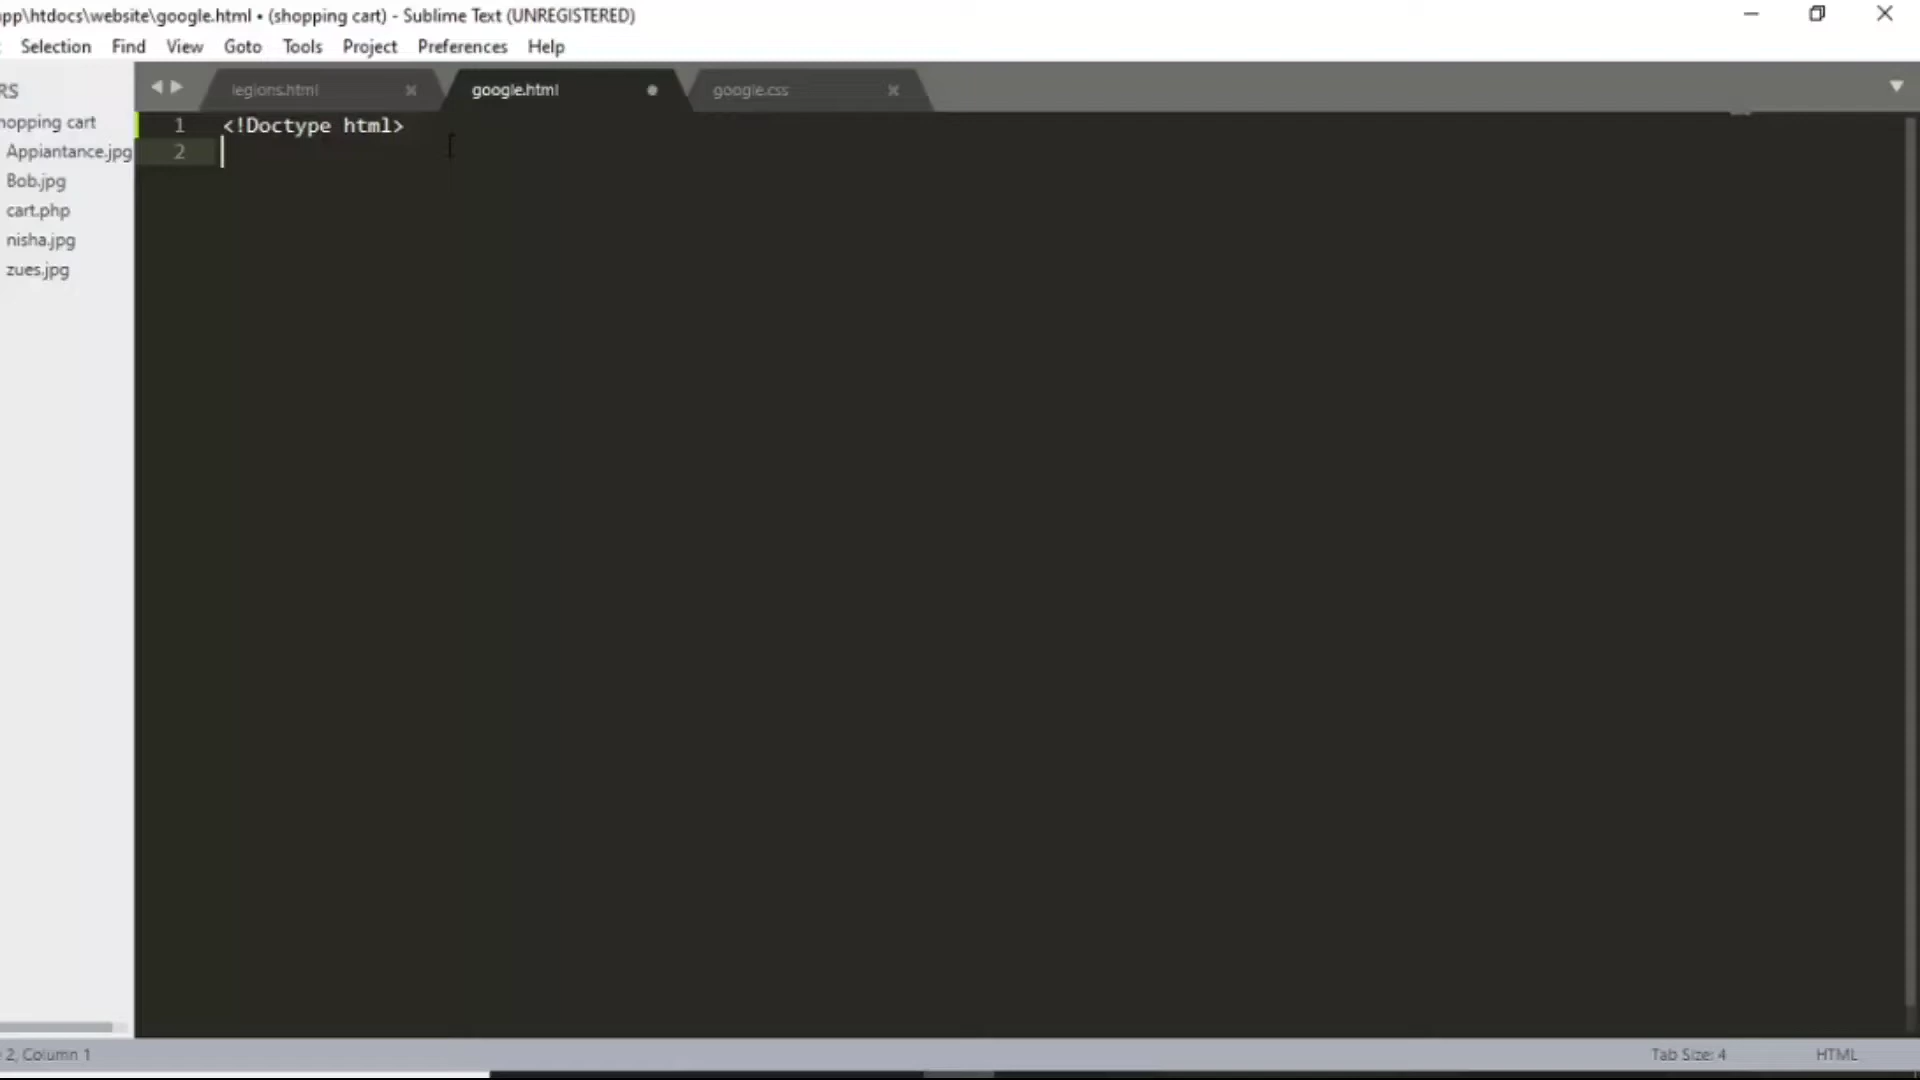 pp\htdocs\website\google.html • (shopping cart) - Sublime Text (UNREGISTERED)
Selection Find View Goto Tools Project Preferences Help
RS
legions.html google.html google.css
hopping cart
Appiantance.jpg
Bob.jpg
cart.php
nisha.jpg
zues.jpg
1 <!Doctype html>
2
2, Column 1
Tab Size: 4 HTML